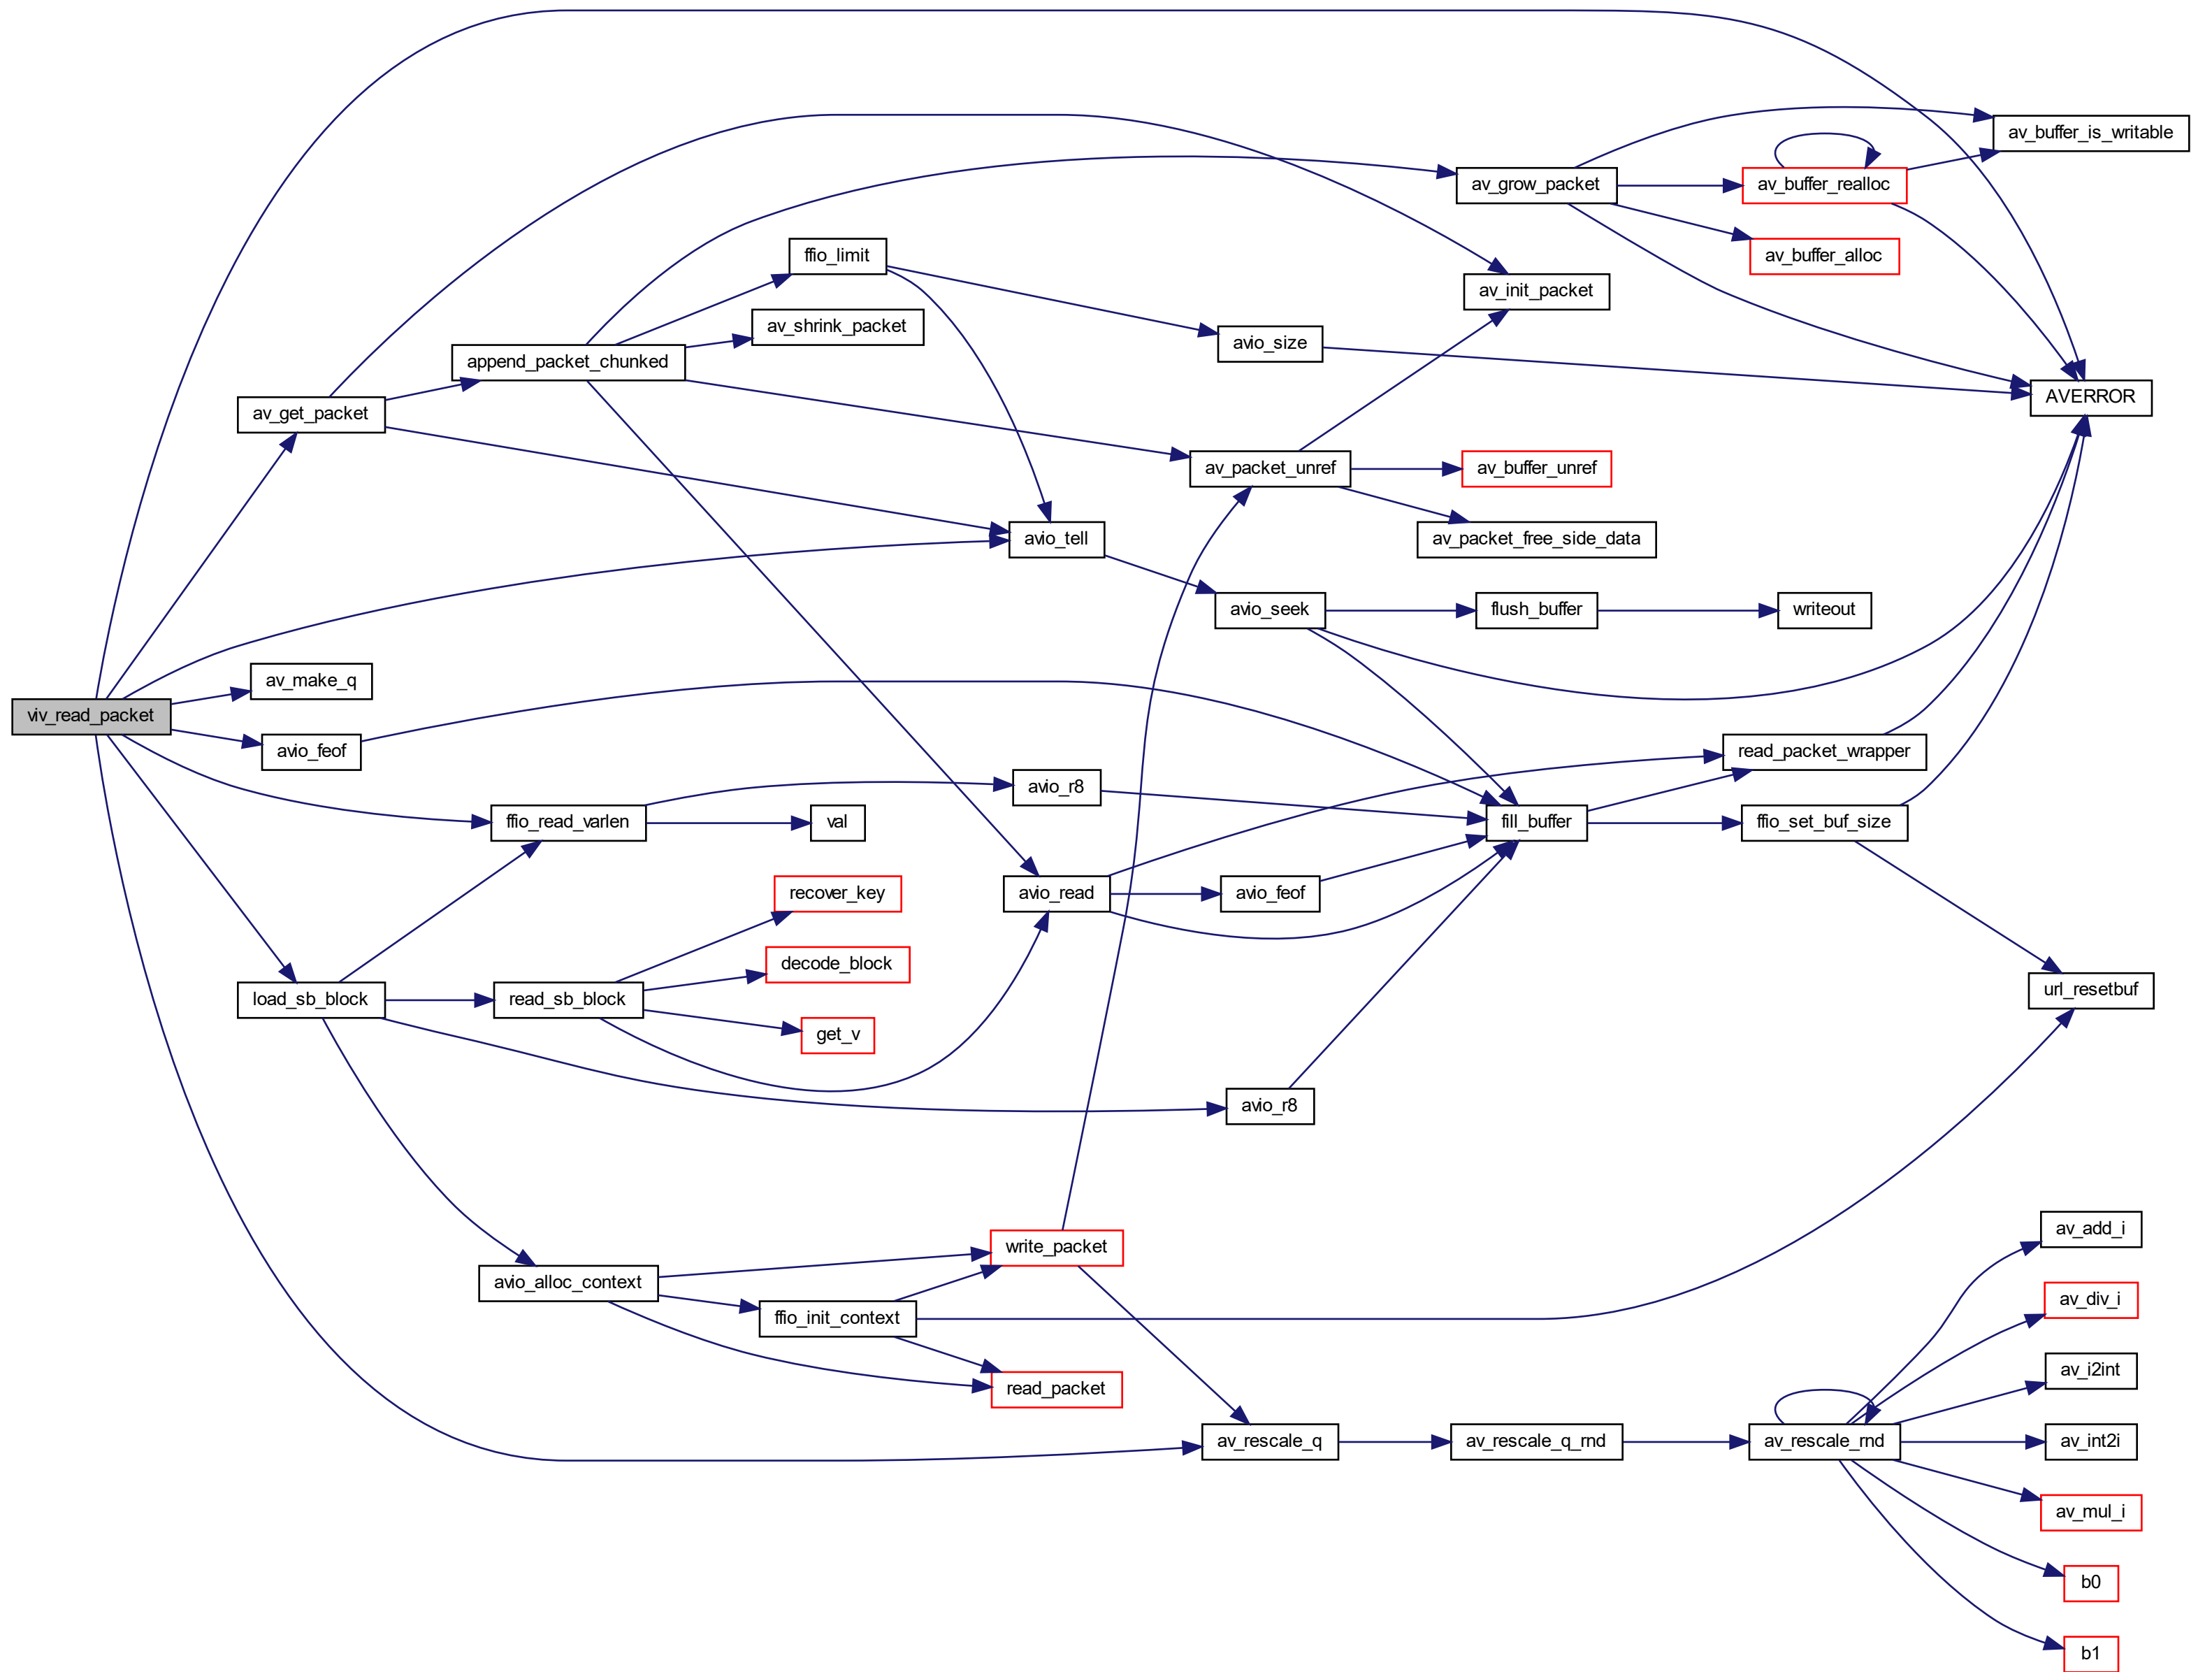 av_buffer_is_writable
av_grow_packet
av_buffer_realloc
ffio_limit
av_buffer_alloc
av_init_packet
av_shrink_packet
avio_size
append_packet_chunked
AVERROR
av_get_packet
av_packet_unref
av_buffer_unref
avio_tell
av_packet_free_side_data
avio_seek
flush_buffer
writeout
av_make_q
viv_read_packet
avio_feof
read_packet_wrapper
avio_r8
ffio_read_varlen
val
fill_buffer
ffio_set_buf_size
recover_key
avio_read
avio_feof
decode_block
load_sb_block
read_sb_block
url_resetbuf
get_v
avio_r8
av_add_i
write_packet
avio_alloc_context
av_div_i
ffio_init_context
av_i2int
read_packet
av_rescale_q
av_rescale_q_rnd
av_rescale_rnd
av_int2i
av_mul_i
b0
b1